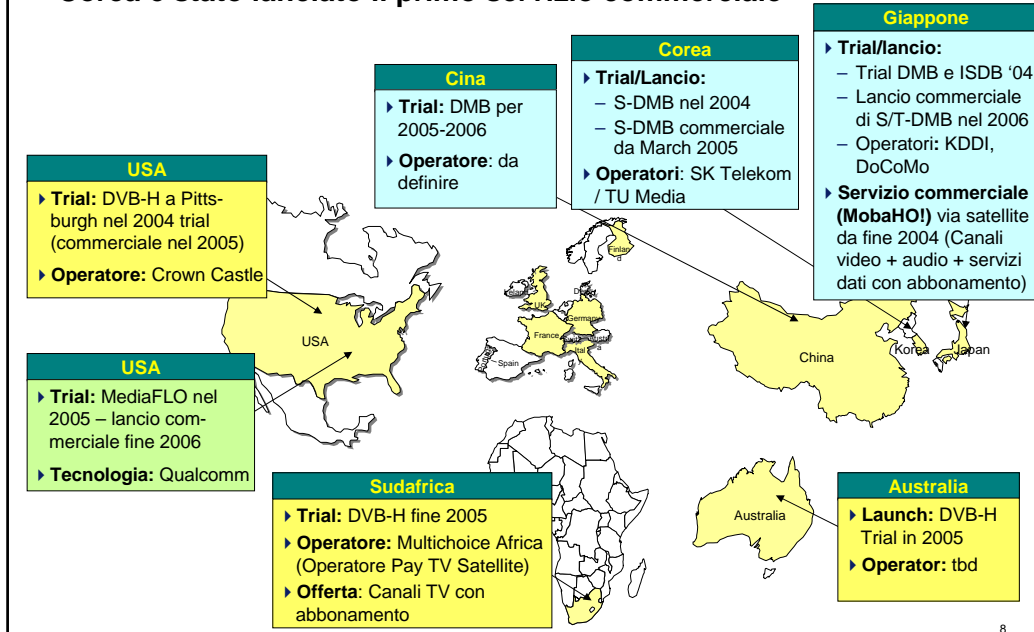 Corea è stato lanciato il primo servizio commerciale
Giappone
Trial/lancio:
– Trial DMB e ISDB ‘04
– Lancio commerciale
di S/T-DMB nel 2006
– Operatori: KDDI,
DoCoMo
Servizio commerciale
(MobaHO!) via satellite
da fine 2004 (Canali
video + audio + servizi
dati con abbonamento)
Corea
Trial/Lancio:
– S-DMB nel 2004
– S-DMB commerciale
da March 2005
Operatori: SK Telekom
/ TU Media
Cina
Trial: DMB per
2005-2006
Operatore: da
definire
USA
Trial: DVB-H a Pitts-
burgh nel 2004 trial
(commerciale nel 2005)
Operatore: Crown Castle
USA
Trial: MediaFLO nel
2005 – lancio com-
merciale fine 2006
Tecnologia: Qualcomm
USA
Finlan
d
Ireland
UK
Germany
France
Ital
Spain
China
Korea
Japan
Sudafrica
Trial: DVB-H fine 2005
Operatore: Multichoice Africa
(Operatore Pay TV Satellite)
Offerta: Canali TV con
abbonamento
Australia
Australia
Launch: DVB-H
Trial in 2005
Operator: tbd
8